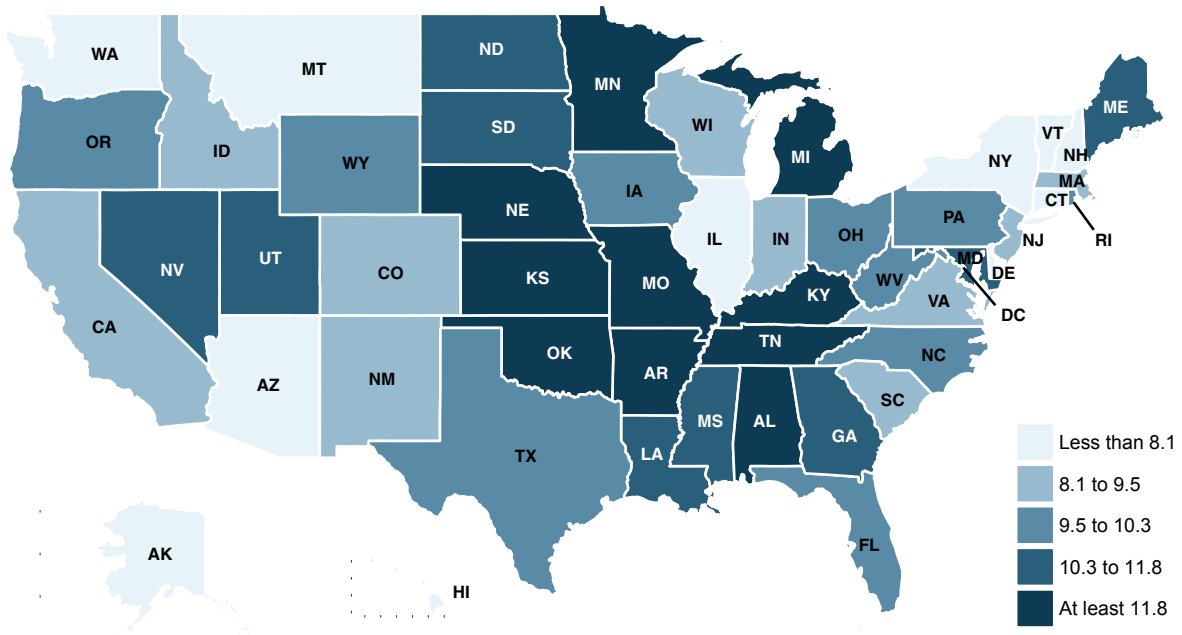 WA
MT
ND
MN
ME
OR
ID
WY
SD
WI
MI
NY
VT
NH
MA
CT
RI
NV
UT
CO
NE
IA
IL
IN
OH
PA
NJ
CA
AZ
NM
KS
MO
KY
WV
VA
MD
DE
DC
OK
AR
TN
NC
SC
TX
LA
MS
AL
GA
FL
AK
HI
Less than 8.1
8.1 to 9.5
9.5 to 10.3
10.3 to 11.8
At least 11.8